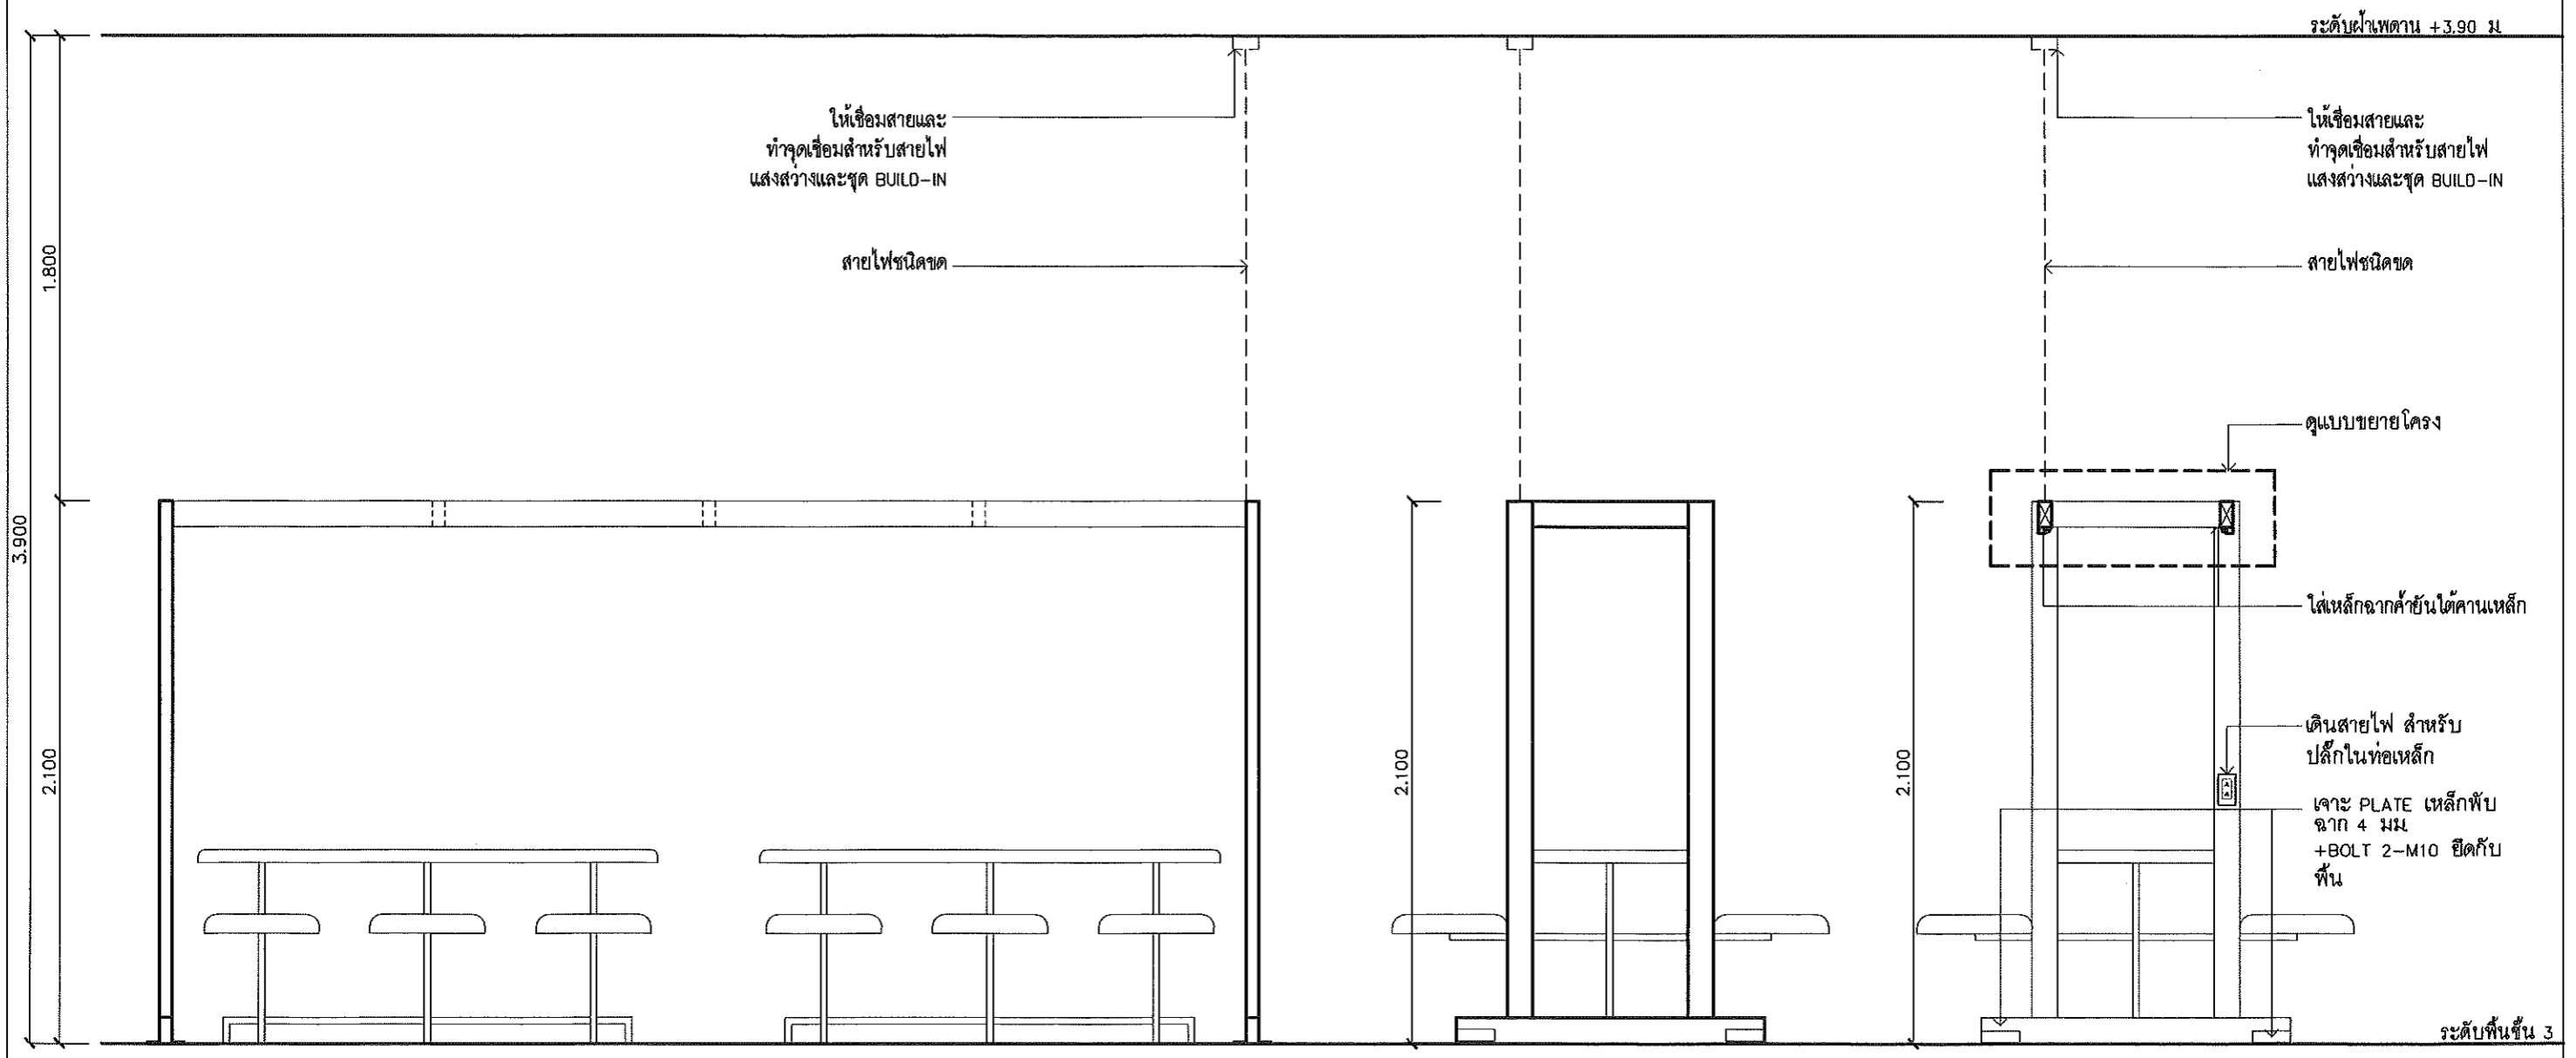 ระดับฝ้าเพดาน +3.90 ม.
ให้เชื่อมสายและ
ทำจุดเชื่อมสำหรับสายไฟ
แสงสว่างและชุด BUILD-IN
ให้เชื่อมสายและ
ทำจุดเชื่อมสำหรับสายไฟ
แสงสว่างและชุด BUILD-IN
1.800
สายไฟชนิดขด
สายไฟชนิดขด
ดูแบบขยายโครง
3.900
ใส่เหล็กฉากค้ำยันใต้คานเหล็ก
2.100
2.100
2.100
เดินสายไฟ สำหรับ
ปลั๊กในท่อเหล็ก
เจาะ PLATE เหล็กพับ
ฉาก 4 มม.
+BOLT 2-M10 ยึดกับ
พื้น
ระดับพื้นชั้น 3